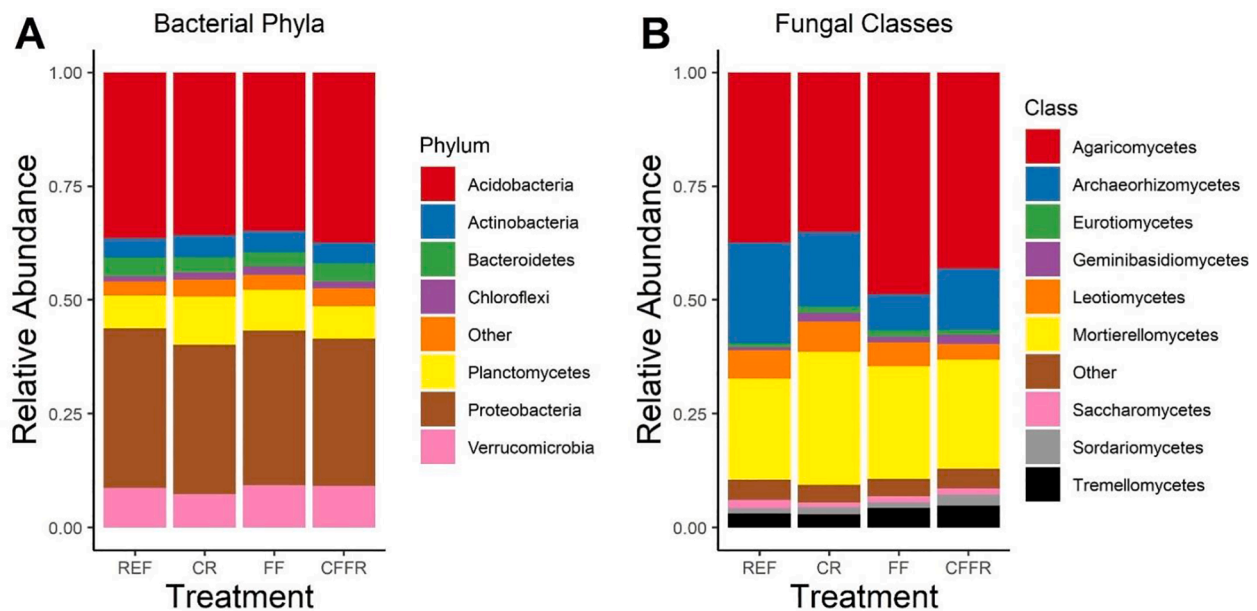 A
Bacterial Phyla
Relative Abundance
1.00
0.75
0.50
0.25
0.00
REF CR FF CFFR
Treatment
Phylum
Acidobacteria
Actinobacteria
Bacteroidetes
Chloroflexi
Other
Planctomycetes
Proteobacteria
Verrucomicrobia
B
Fungal Classes
Relative Abundance
1.00
0.75
0.50
0.25
0.00
REF CR FF CFFR
Treatment
Class
Agaricomycetes
Archaeorhizomycetes
Eurotiomycetes
Geminibasidiomycetes
Leotiomycetes
Mortierellomycetes
Other
Saccharomycetes
Sordariomycetes
Tremellomycetes